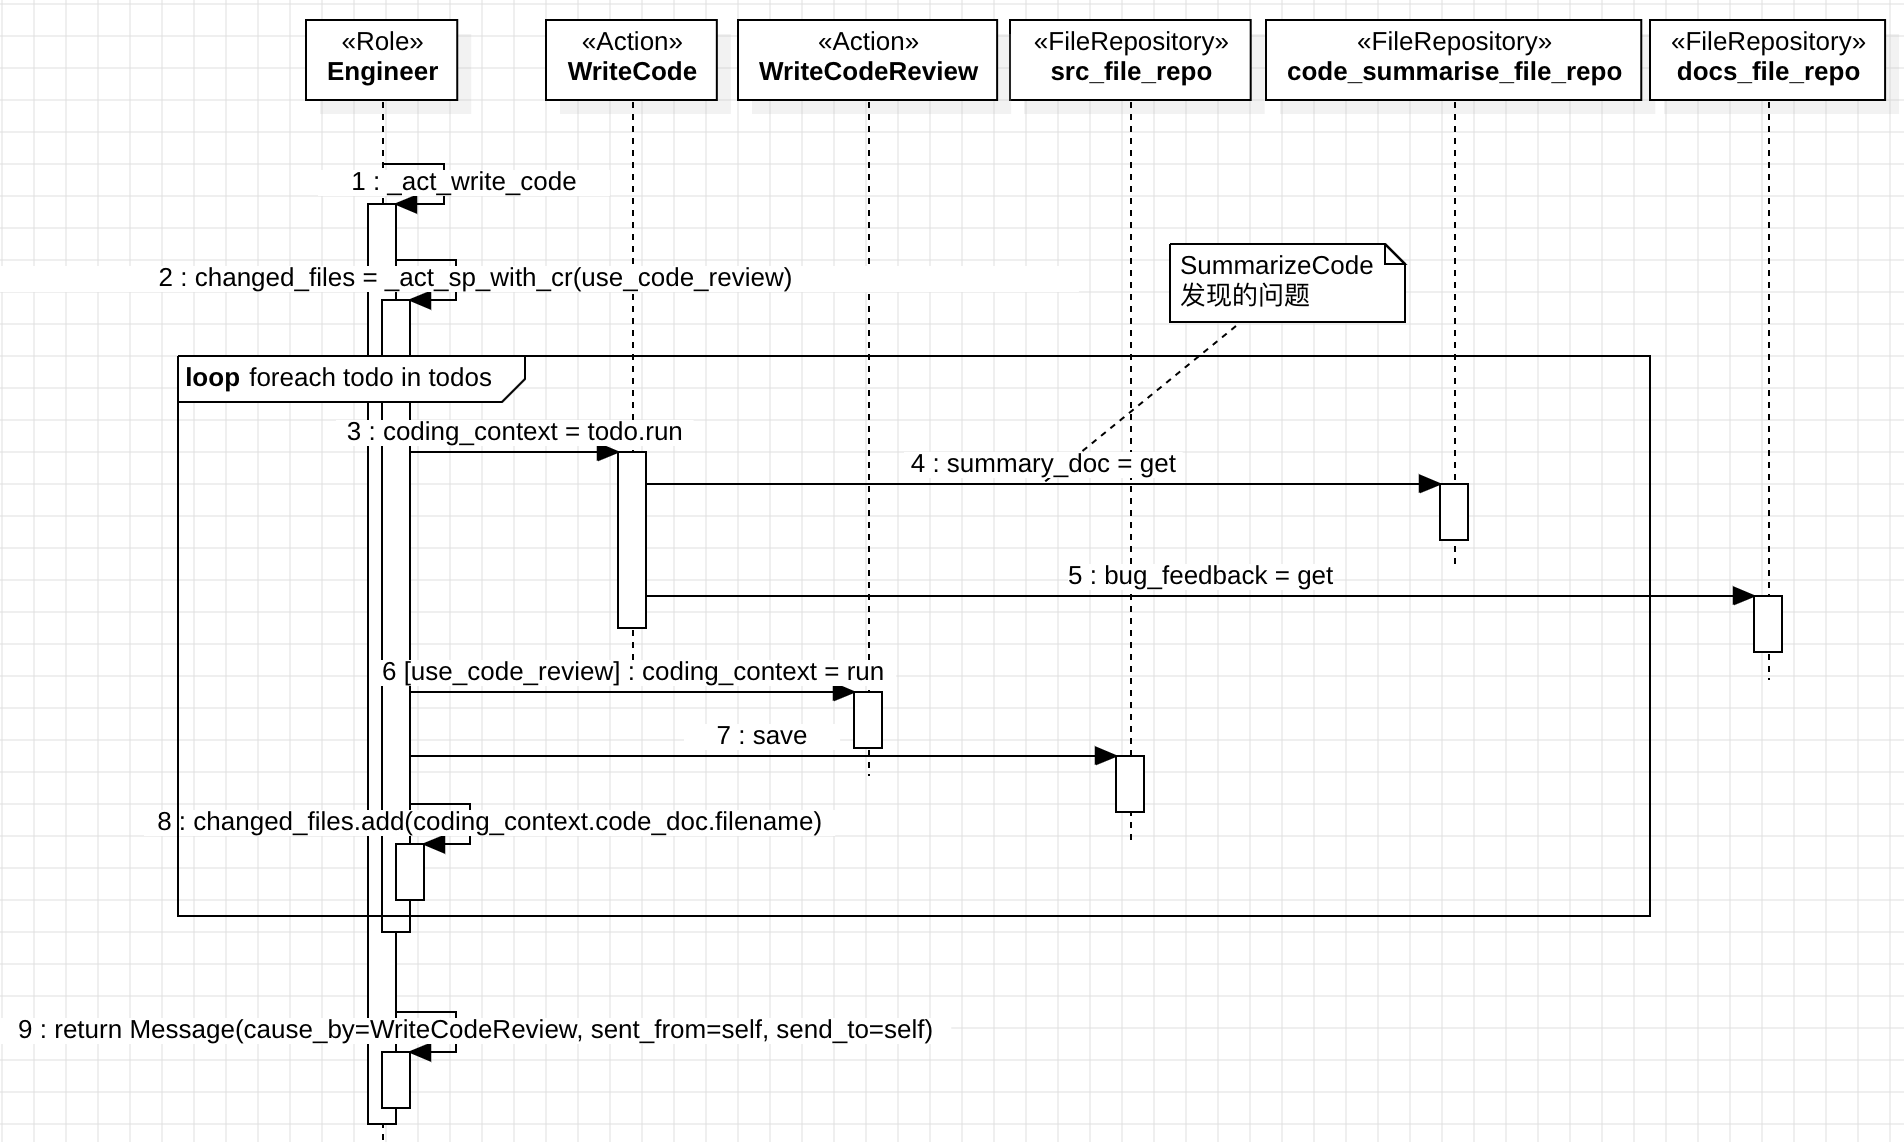 «Role»
Engineer
«Action»
WriteCode
«Action»
WriteCodeReview
«FileRepository»
src_file_repo
«FileRepository»
code_summarise_file_repo
«FileRepository»
docs_file_repo
1 : _act_write_code
2 : changed_files = _act_sp_with_cr(use_code_review)
SummarizeCode
发现的问题
loop foreach todo in todos
3 : coding_context = todo.run
4 : summary_doc = get
5 : bug_feedback = get
6 [use_code_review] : coding_context = run
7 : save
8 : changed_files.add(coding_context.code_doc.filename)
9 : return Message(cause_by=WriteCodeReview, sent_from=self, send_to=self)